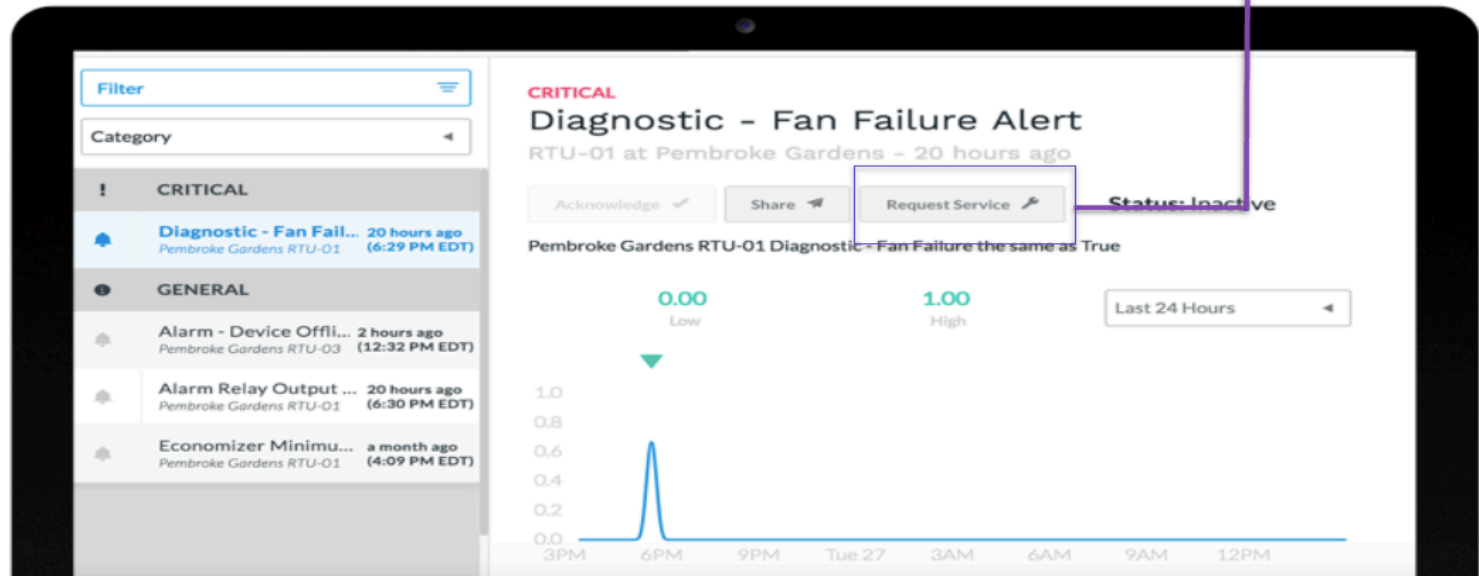 Filter
Category
! CRITICAL
Diagnostic - Fan Fail... 20 hours ago
Pembroke Gardens RTU-01 (6:29 PM EDT)
GENERAL
Alarm - Device Offli... 2 hours ago
Pembroke Gardens RTU-03 (12:32 PM EDT)
Alarm Relay Output ... 20 hours ago
Pembroke Gardens RTU-01 (6:30 PM EDT)
Economizer Minimu... a month ago
Pembroke Gardens RTU-01 (4:09 PM EDT)
CRITICAL
Diagnostic - Fan Failure Alert
RTU-01 at Pembroke Gardens - 20 hours ago
Acknowledge Share Request Service Status: Inactive
Pembroke Gardens RTU-01 Diagnostic - Fan Failure the same as True
0.00 1.00 Last 24 Hours
Low High
1.0
0.8
0.6
0.4
0.2
0.0
3PM 6PM 9PM Tue 27 3AM 6AM 9AM 12PM